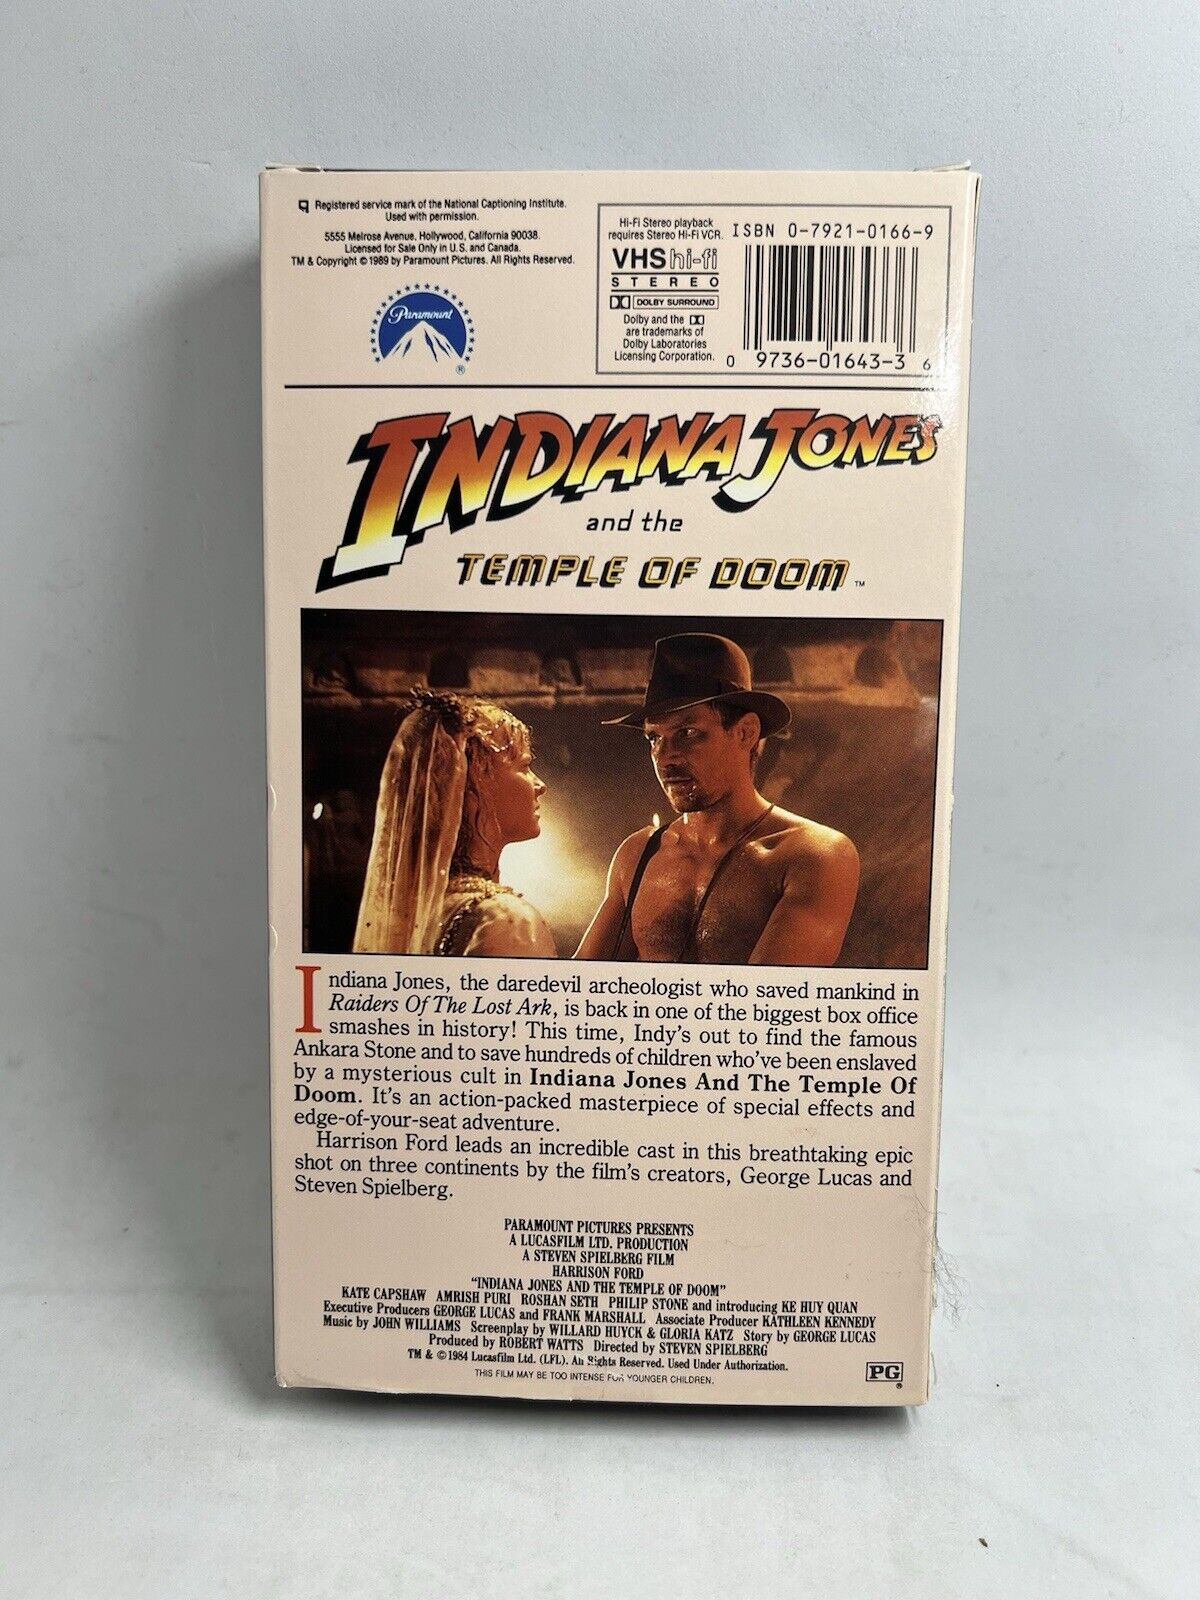 Registered service mark of the National Captioning Institute.
Used with permission.
5555 Melrose Avenue, Hollywood, California 90038.
Licensed for Sale Only in U.S. and Canada.
TM & Copyright © 1989 by Paramount Pictures. All Rights Reserved.
Paramount
®
Hi-Fi Stereo playback
requires Stereo Hi-Fi VCR.
VHS hi-fi
STEREO
DOLBY SURROUND
Dolby and the
are trademarks of
Dolby Laboratories
Licensing Corporation.
ISBN 0-7921-0166-9
0 9736-01643-3 6
INDIANA JONES
and the
TEMPLE OF DOOM ™
Indiana Jones, the daredevil archeologist who saved mankind in
Raiders Of The Lost Ark, is back in one of the biggest box office
smashes in history! This time, Indy's out to find the famous
Ankara Stone and to save hundreds of children who've been enslaved
by a mysterious cult in Indiana Jones And The Temple Of
Doom. It's an action-packed masterpiece of special effects and
edge-of-your-seat adventure.
Harrison Ford leads an incredible cast in this breathtaking epic
shot on three continents by the film's creators, George Lucas and
Steven Spielberg.
PARAMOUNT PICTURES PRESENTS
A LUCASFILM LTD. PRODUCTION
A STEVEN SPIELBERG FILM
HARRISON FORD
"INDIANA JONES AND THE TEMPLE OF DOOM"
KATE CAPSHAW AMRISH PURI ROSHAN SETH PHILIP STONE and introducing KE HUY QUAN
Executive Producers GEORGE LUCAS and FRANK MARSHALL Associate Producer KATHLEEN KENNEDY
Music by JOHN WILLIAMS Screenplay by WILLARD HUYCK & GLORIA KATZ Story by GEORGE LUCAS
Produced by ROBERT WATTS Directed by STEVEN SPIELBERG
TM & © 1984 Lucasfilm Ltd. (LFL). All Rights Reserved. Used Under Authorization.
THIS FILM MAY BE TOO INTENSE FOR YOUNGER CHILDREN.
PG
®